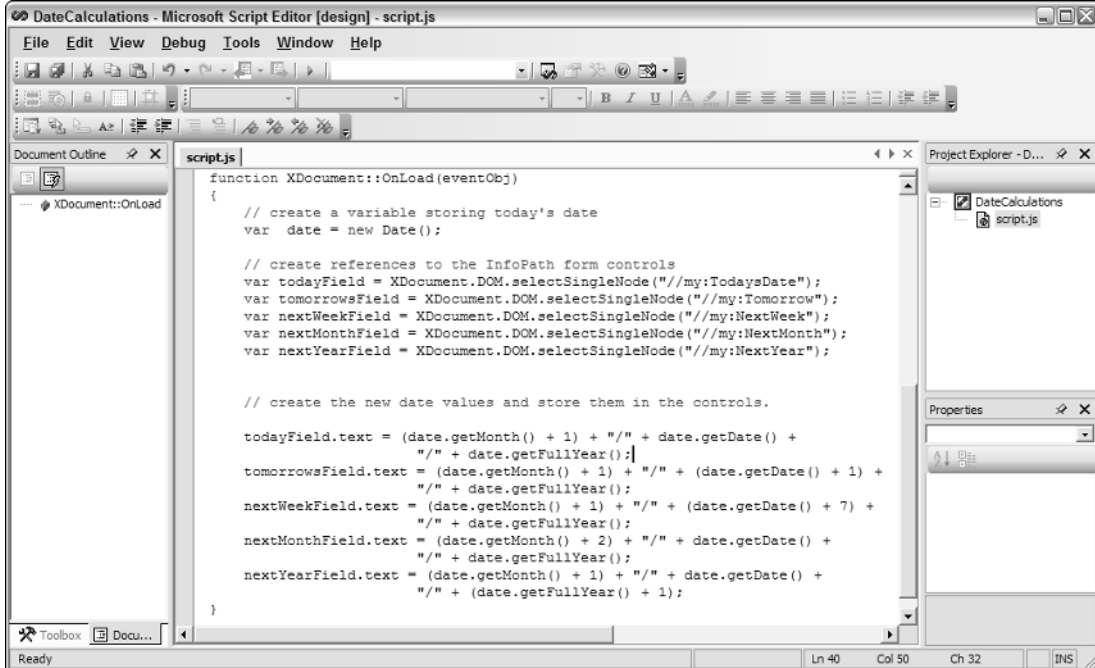 DateCalculations - Microsoft Script Editor [design] - script.js
File Edit View Debug Tools Window Help
B I U A
Document Outline
script.js
Project Explorer - D...
XDocument::OnLoad
DateCalculations
script.js
function XDocument::OnLoad(eventObj)
{
// create a variable storing today's date
var date = new Date();
// create references to the InfoPath form controls
var todayField = XDocument.DOM.selectSingleNode("//my:TodaysDate");
var tomorrowsField = XDocument.DOM.selectSingleNode("//my:Tomorrow");
var nextWeekField = XDocument.DOM.selectSingleNode("//my:NextWeek");
var nextMonthField = XDocument.DOM.selectSingleNode("//my:NextMonth");
var nextYearField = XDocument.DOM.selectSingleNode("//my:NextYear");
// create the new date values and store them in the controls.
todayField.text = (date.getMonth() + 1) + "/" + date.getDate() +
"/" + date.getFullYear();
tomorrowsField.text = (date.getMonth() + 1) + "/" + (date.getDate() + 1) +
"/" + date.getFullYear();
nextWeekField.text = (date.getMonth() + 1) + "/" + (date.getDate() + 7) +
"/" + date.getFullYear();
nextMonthField.text = (date.getMonth() + 2) + "/" + date.getDate() +
"/" + date.getFullYear();
nextYearField.text = (date.getMonth() + 1) + "/" + date.getDate() +
"/" + (date.getFullYear() + 1);
}
Properties
Toolbox Docu...
Ready Ln 40 Col 50 Ch 32 INS